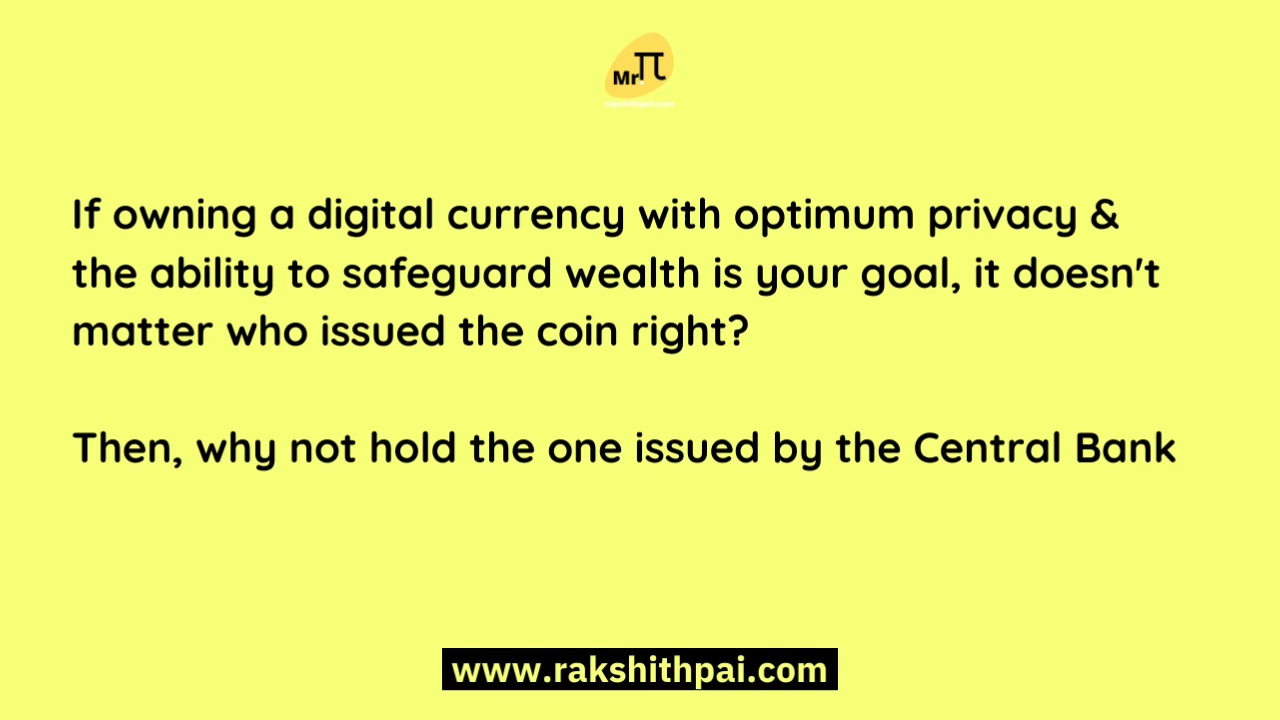 Mr π
If owning a digital currency with optimum privacy &
the ability to safeguard wealth is your goal, it doesn't
matter who issued the coin right?
Then, why not hold the one issued by the Central Bank
www.rakshithpai.com